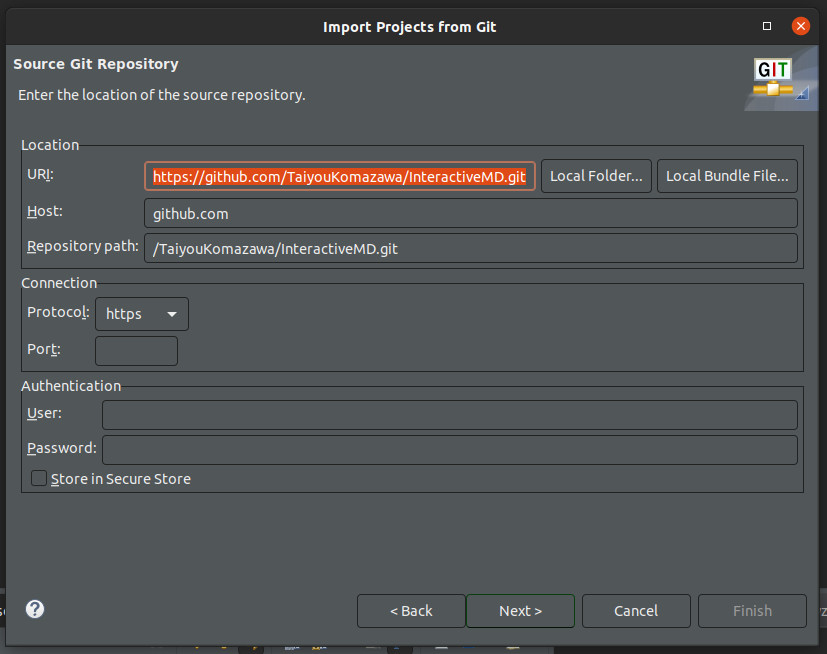 Import Projects from Git
Source Git Repository
Enter the location of the source repository.
GIT
Location
URI: https://github.com/TaiyouKomazawa/InteractiveMD.git Local Folder... Local Bundle File...
Host: github.com
Repository path: /TaiyouKomazawa/InteractiveMD.git
Connection
Protocol: https
Port:
Authentication
User:
Password:
Store in Secure Store
< Back Next > Cancel Finish